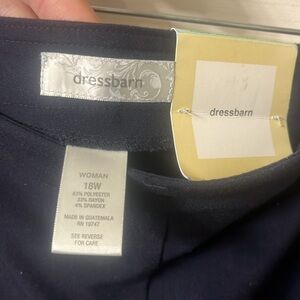 dressbarn
dressbarn
WOMAN
18W
63% POLYESTER
33% RAYON
4% SPANDEX
MADE IN GUATEMALA
RN 19747
SEE REVERSE
FOR CARE